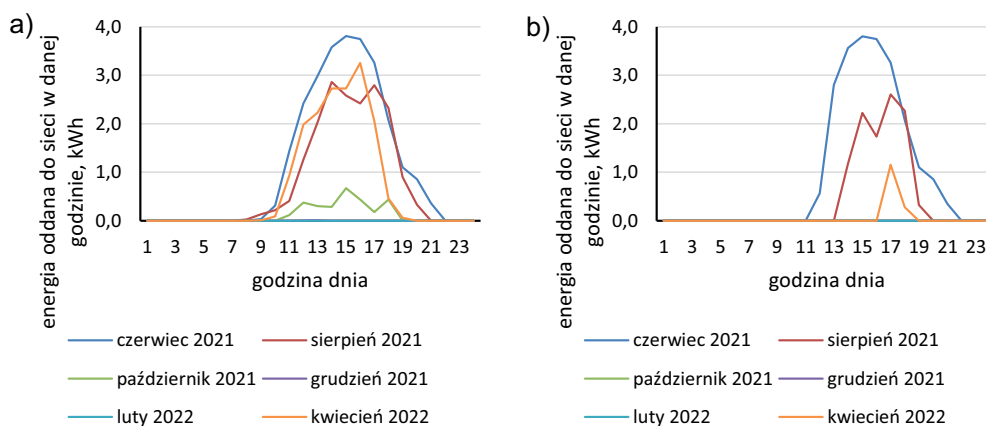 a)
energia oddana do sieci w danej
godzinie, kWh
4,0
3,0
2,0
1,0
0,0
1 3 5 7 9 11 13 15 17 19 21 23
godzina dnia
czerwiec 2021 sierpień 2021
październik 2021 grudzień 2021
luty 2022 kwiecień 2022
b)
energia oddana do sieci w danej
godzinie, kWh
4,0
3,0
2,0
1,0
0,0
1 3 5 7 9 11 13 15 17 19 21 23
godzina dnia
czerwiec 2021 sierpień 2021
październik 2021 grudzień 2021
luty 2022 kwiecień 2022